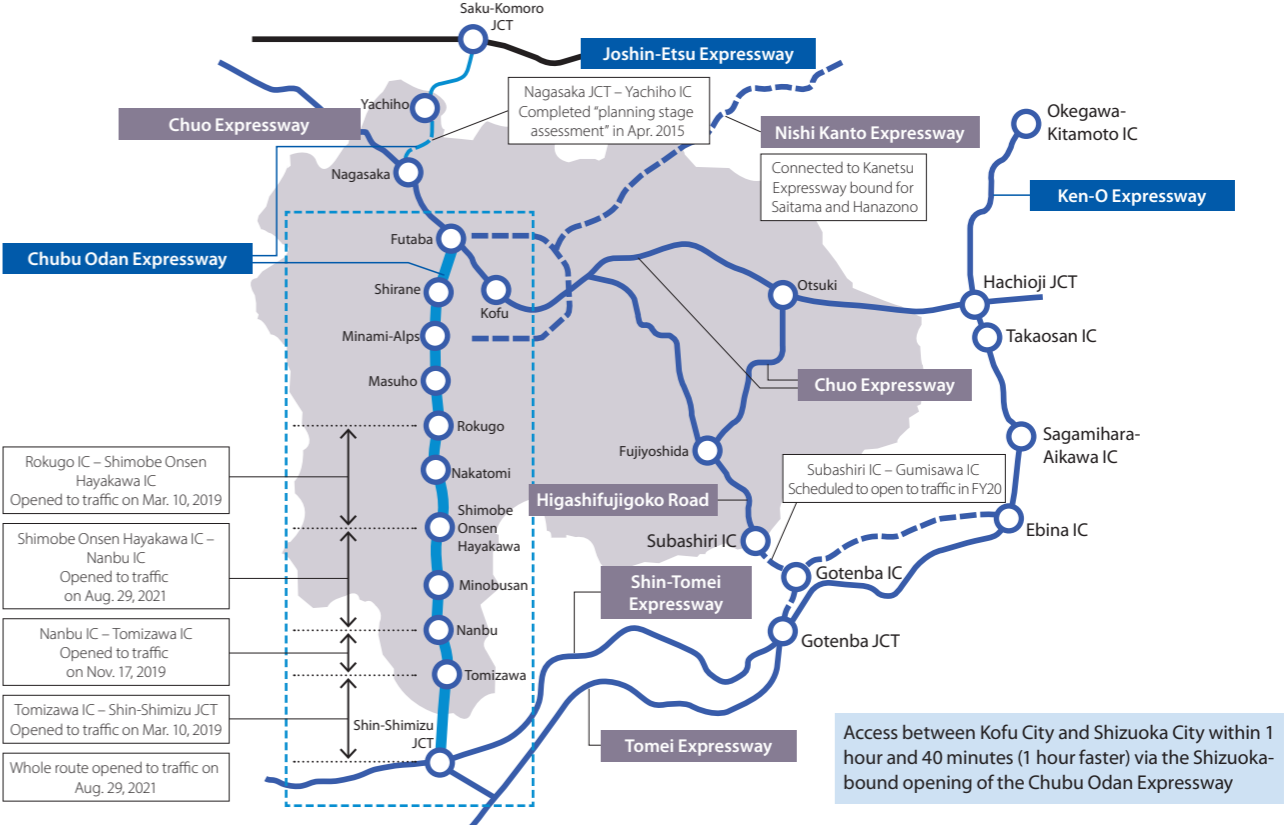 Saku-Komoro
JCT
Joshin-Etsu Expressway
Yachiho
Nagasaka JCT – Yachiho IC
Completed “planning stage
assessment” in Apr. 2015
Chuo Expressway
Nishi Kanto Expressway
Okegawa-
Kitamoto IC
Nagasaka
Connected to Kanetsu
Expressway bound for
Saitama and Hanazono
Ken-O Expressway
Futaba
Chubu Odan Expressway
Shirane
Kofu
Otsuki
Hachioji JCT
Minami-Alps
Takaosan IC
Masuho
Chuo Expressway
Rokugo
Fujiyoshida
Sagamihara-
Aikawa IC
Rokugo IC – Shimobe Onsen
Hayakawa IC
Opened to traffic on Mar. 10, 2019
Nakatomi
Subashiri IC – Gumisawa IC
Scheduled to open to traffic in FY20
Higashifujigoko Road
Shimobe
Onsen
Hayakawa
Subashiri IC
Ebina IC
Shimobe Onsen Hayakawa IC –
Nanbu IC
Opened to traffic
on Aug. 29, 2021
Minobusan
Shin-Tomei
Expressway
Gotenba IC
Nanbu
Gotenba JCT
Nanbu IC – Tomizawa IC
Opened to traffic
on Nov. 17, 2019
Tomizawa
Tomizawa IC – Shin-Shimizu JCT
Opened to traffic on Mar. 10, 2019
Shin-Shimizu
JCT
Tomei Expressway
Whole route opened to traffic on
Aug. 29, 2021
Access between Kofu City and Shizuoka City within 1
hour and 40 minutes (1 hour faster) via the Shizuoka-
bound opening of the Chubu Odan Expressway